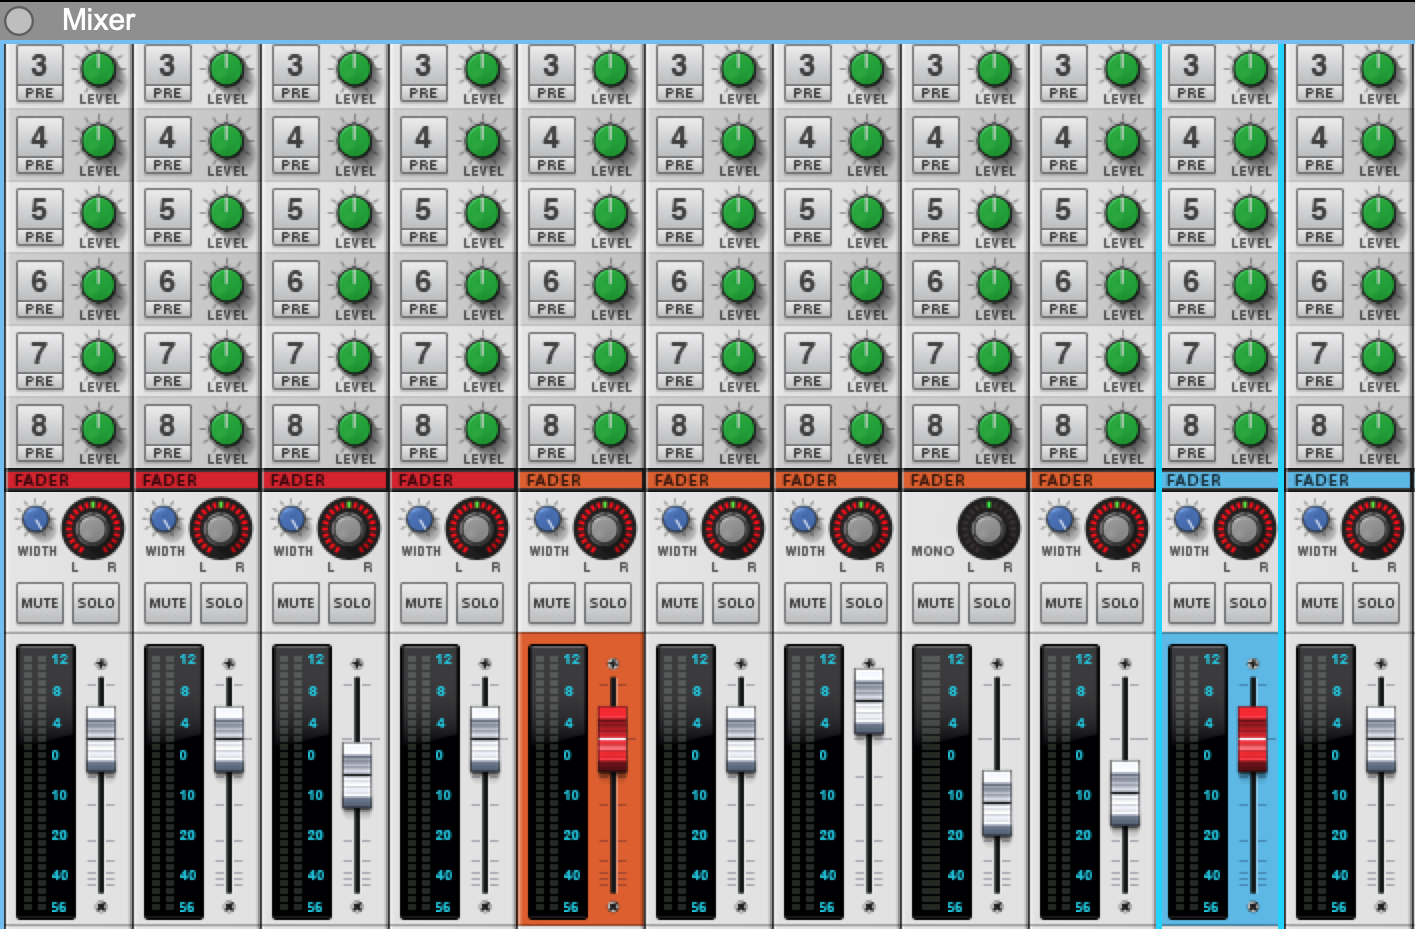 Mixer
3 3 3 3 3 3 3 3 3 3 3
PRE LEVEL PRE LEVEL PRE LEVEL PRE LEVEL PRE LEVEL PRE LEVEL PRE LEVEL PRE LEVEL PRE LEVEL PRE LEVEL PRE LEVEL
4 4 4 4 4 4 4 4 4 4 4
PRE LEVEL PRE LEVEL PRE LEVEL PRE LEVEL PRE LEVEL PRE LEVEL PRE LEVEL PRE LEVEL PRE LEVEL PRE LEVEL PRE LEVEL
5 5 5 5 5 5 5 5 5 5 5
PRE LEVEL PRE LEVEL PRE LEVEL PRE LEVEL PRE LEVEL PRE LEVEL PRE LEVEL PRE LEVEL PRE LEVEL PRE LEVEL PRE LEVEL
6 6 6 6 6 6 6 6 6 6 6
PRE LEVEL PRE LEVEL PRE LEVEL PRE LEVEL PRE LEVEL PRE LEVEL PRE LEVEL PRE LEVEL PRE LEVEL PRE LEVEL PRE LEVEL
7 7 7 7 7 7 7 7 7 7 7
PRE LEVEL PRE LEVEL PRE LEVEL PRE LEVEL PRE LEVEL PRE LEVEL PRE LEVEL PRE LEVEL PRE LEVEL PRE LEVEL PRE LEVEL
8 8 8 8 8 8 8 8 8 8 8
PRE LEVEL PRE LEVEL PRE LEVEL PRE LEVEL PRE LEVEL PRE LEVEL PRE LEVEL PRE LEVEL PRE LEVEL PRE LEVEL PRE LEVEL
FADER FADER FADER FADER FADER FADER FADER FADER FADER FADER FADER
WIDTH WIDTH WIDTH WIDTH WIDTH WIDTH WIDTH MONO WIDTH WIDTH WIDTH
L R L R L R L R L R L R L R L R L R L R L R
MUTE SOLO MUTE SOLO MUTE SOLO MUTE SOLO MUTE SOLO MUTE SOLO MUTE SOLO MUTE SOLO MUTE SOLO MUTE SOLO MUTE SOLO
12 12 12 12 12 12 12 12 12 12 12
8 8 8 8 8 8 8 8 8 8 8
4 4 4 4 4 4 4 4 4 4 4
0 0 0 0 0 0 0 0 0 0 0
10 10 10 10 10 10 10 10 10 10 10
20 20 20 20 20 20 20 20 20 20 20
40 40 40 40 40 40 40 40 40 40 40
56 56 56 56 56 56 56 56 56 56 56